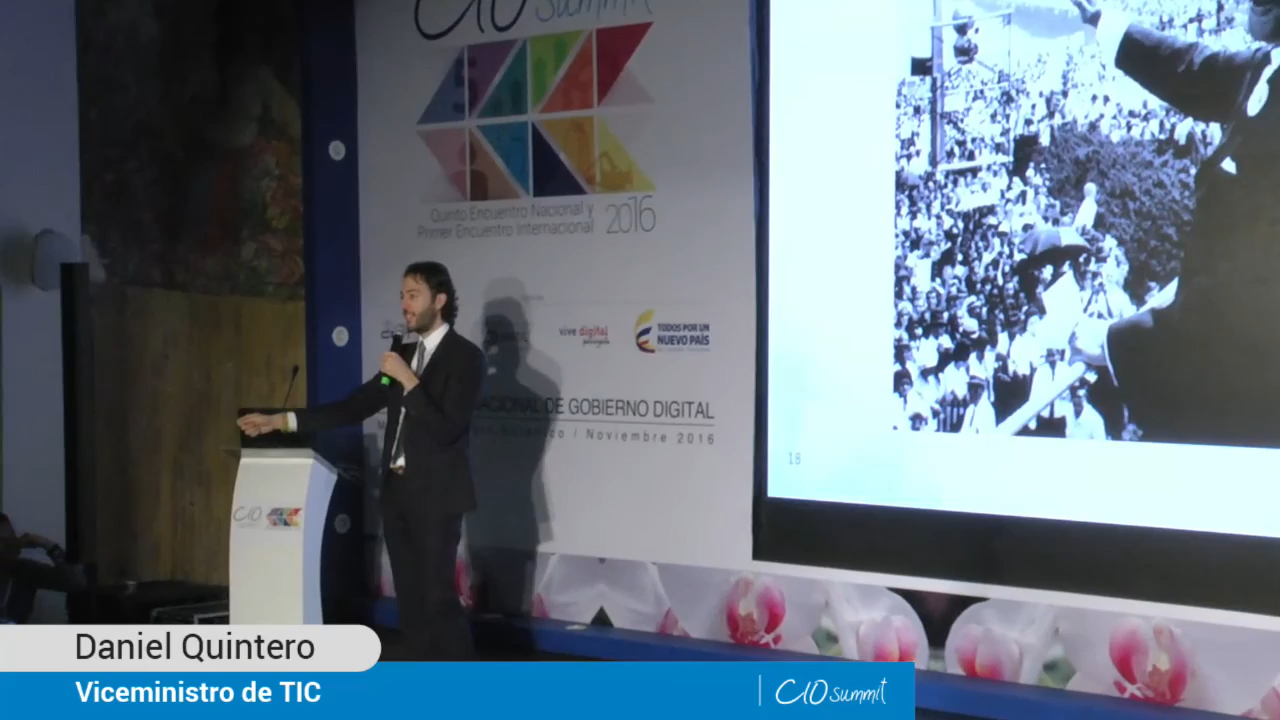 CIO summit
Quinto Encuentro Nacional y
Primer Encuentro Internacional 2016
vive digital
TODOS POR UN
NUEVO PAÍS
DE GOBIERNO DIGITAL
/ Noviembre 2016
18
CIO
Daniel Quintero
Viceministro de TIC
CIO summit